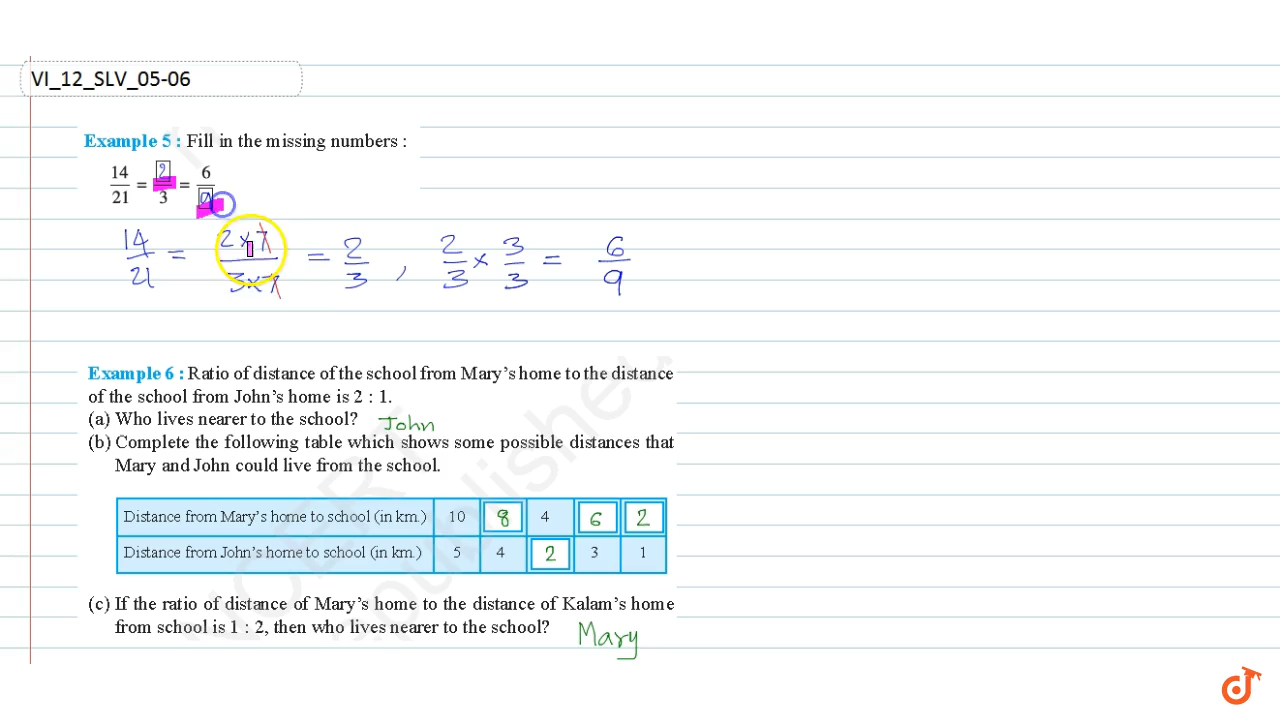 VI_12_SLV_05-06
Example 5 : Fill in the missing numbers :
14/21 = 2/3 = 6/9
14/21 = 2×7/3×7 = 2/3 , 2/3 × 3/3 = 6/9
Example 6 : Ratio of distance of the school from Mary's home to the distance
of the school from John's home is 2 : 1.
(a) Who lives nearer to the school? John
(b) Complete the following table which shows some possible distances that
Mary and John could live from the school.
Distance from Mary's home to school (in km.) 10 8 4 6 2
Distance from John's home to school (in km.) 5 4 2 3 1
(c) If the ratio of distance of Mary's home to the distance of Kalam's home
from school is 1 : 2, then who lives nearer to the school? Mary